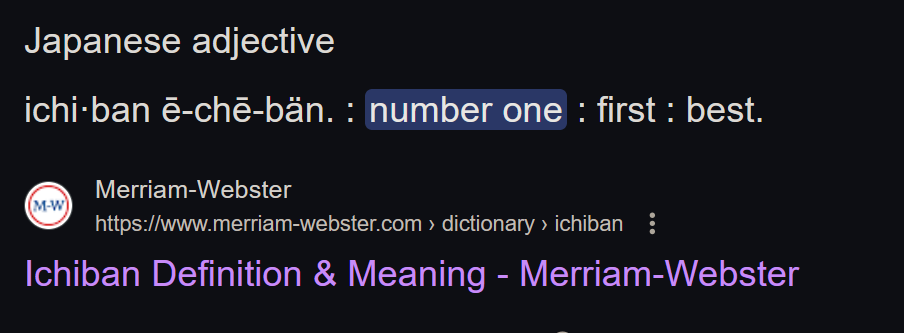 Japanese adjective
ichi·ban ē-chē-bän. : number one : first : best.
M-W
Merriam-Webster
https://www.merriam-webster.com › dictionary › ichiban
Ichiban Definition & Meaning - Merriam-Webster